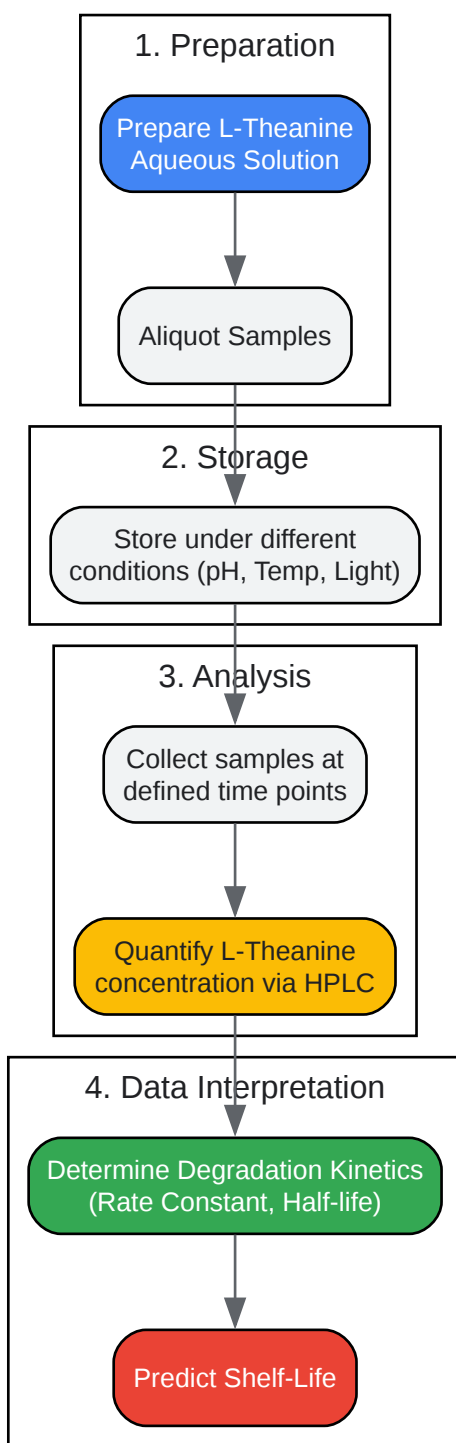 1. Preparation
Prepare L-Theanine
Aqueous Solution
Aliquot Samples
2. Storage
Store under different
conditions (pH, Temp, Light)
3. Analysis
Collect samples at
defined time points
Quantify L-Theanine
concentration via HPLC
4. Data Interpretation
Determine Degradation Kinetics
(Rate Constant, Half-life)
Predict Shelf-Life